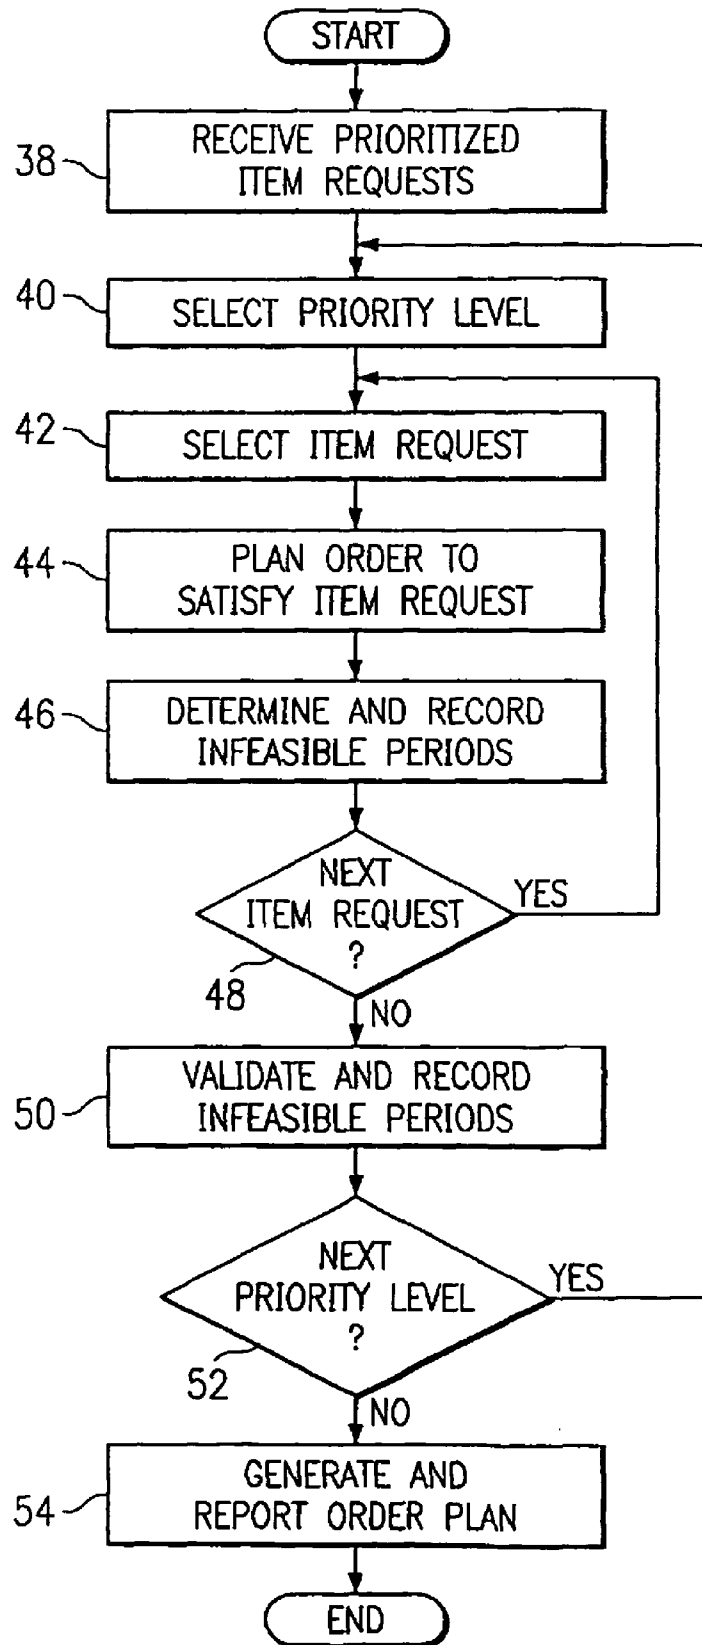 START
38
RECEIVE PRIORITIZED
ITEM REQUESTS
40
SELECT PRIORITY LEVEL
42
SELECT ITEM REQUEST
44
PLAN ORDER TO
SATISFY ITEM REQUEST
46
DETERMINE AND RECORD
INFEASIBLE PERIODS
NEXT
ITEM REQUEST
?
YES
48
NO
50
VALIDATE AND RECORD
INFEASIBLE PERIODS
NEXT
PRIORITY LEVEL
?
YES
52
NO
54
GENERATE AND
REPORT ORDER PLAN
END